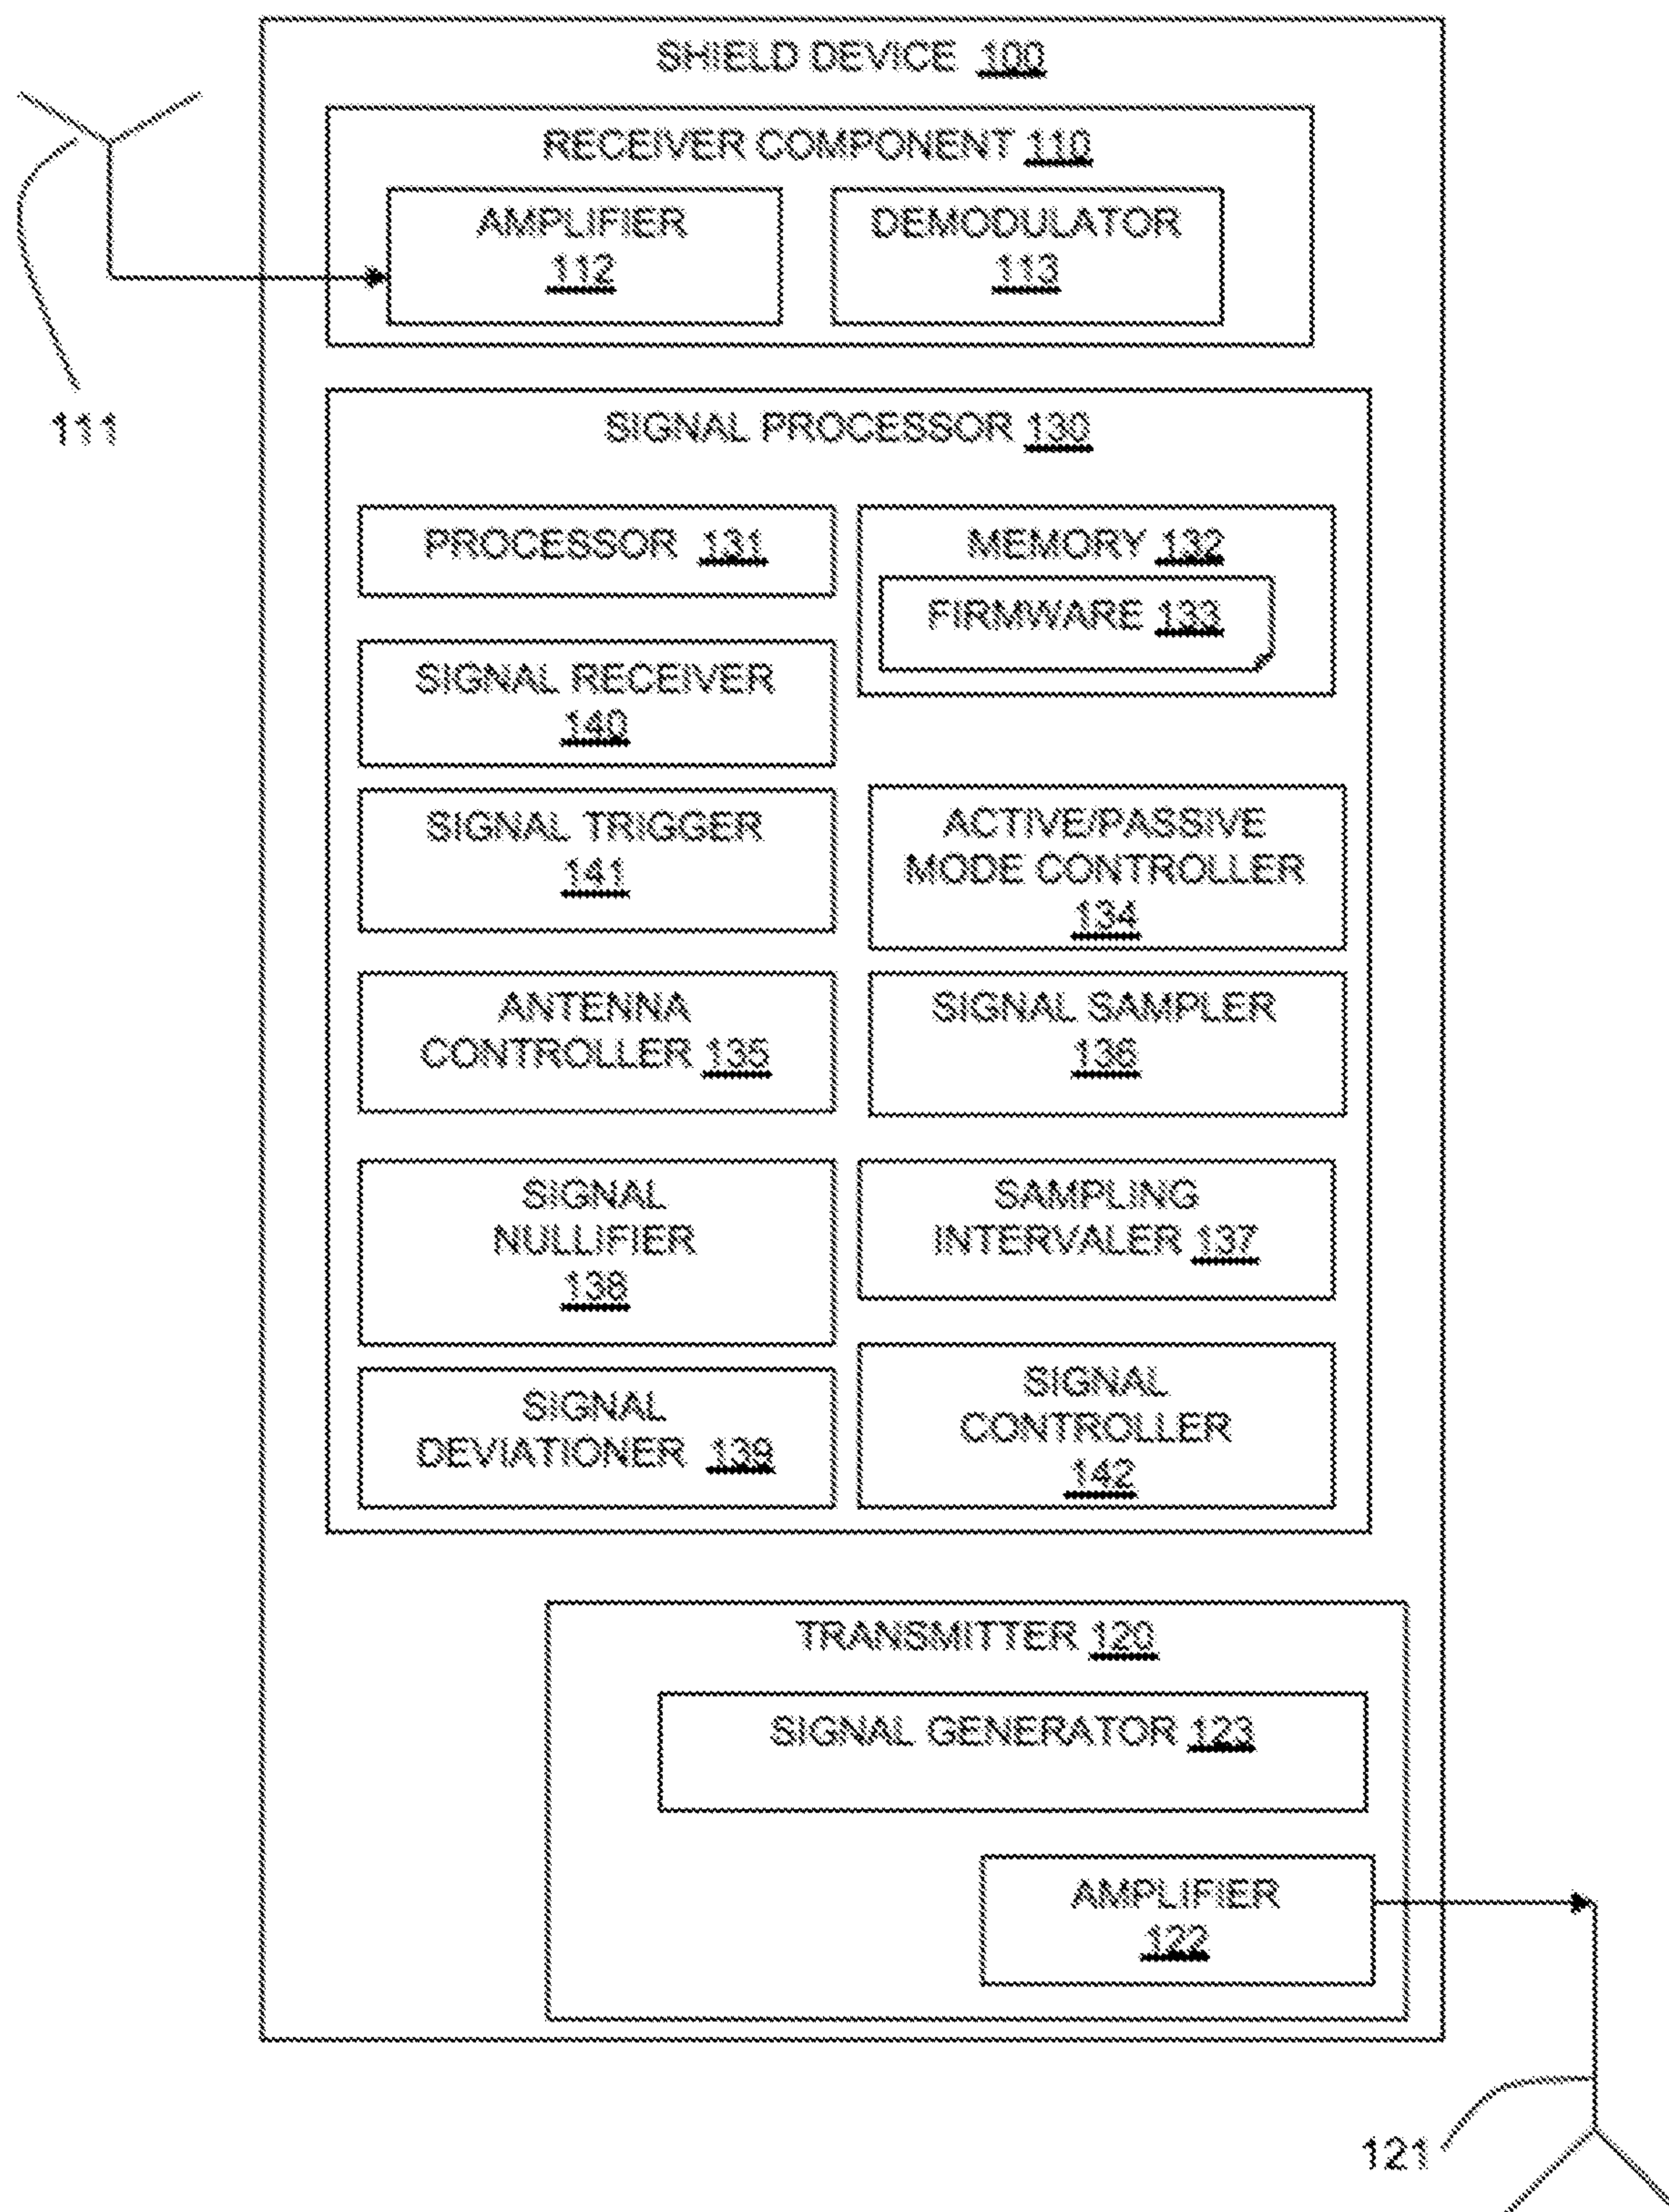 SHIELD DEVICE 100
RECEIVER COMPONENT 110
AMPLIFIER
112
DEMODULATOR
113
111
SIGNAL PROCESSOR 130
PROCESSOR 131
MEMORY 132
FIRMWARE 133
SIGNAL RECEIVER
140
SIGNAL TRIGGER
141
ACTIVE/PASSIVE
MODE CONTROLLER
134
ANTENNA
CONTROLLER 135
SIGNAL SAMPLER
136
SIGNAL
NULLIFIER
138
SAMPLING
INTERVALER 137
SIGNAL
DEVIATIONER 139
SIGNAL
CONTROLLER
142
TRANSMITTER 120
SIGNAL GENERATOR 123
AMPLIFIER
122
121